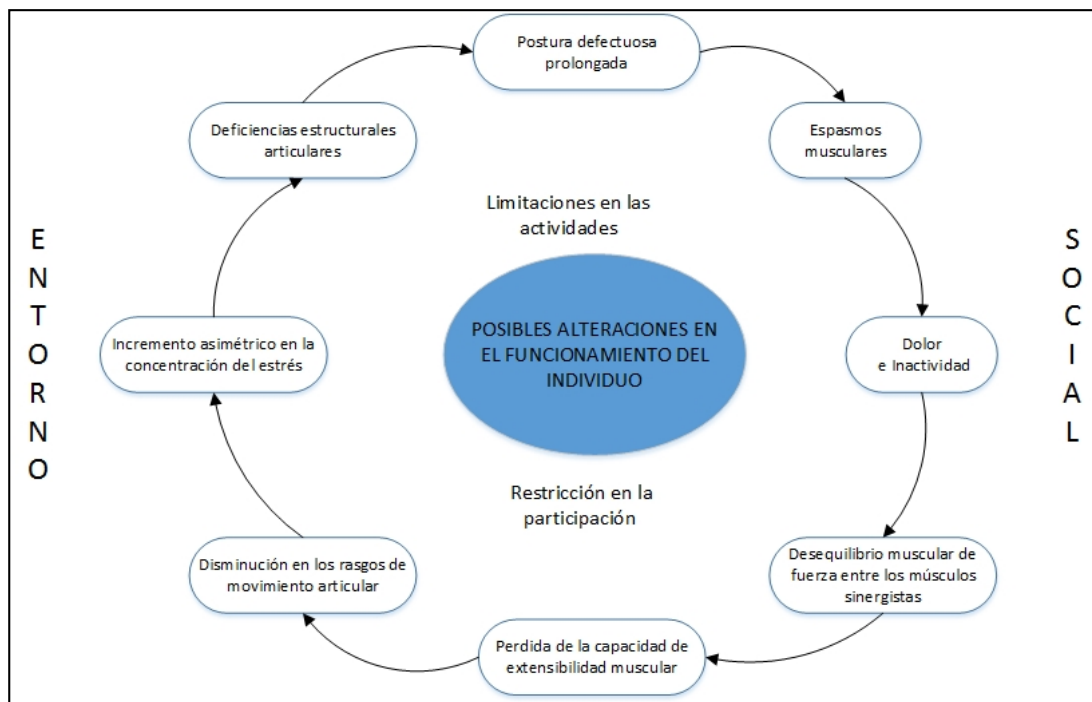 Postura defectuosa
prolongada
Espasmos
musculares
Dolor
e Inactividad
Desequilibrio muscular de
fuerza entre los músculos
sinergistas
Perdida de la capacidad de
extensibilidad muscular
Disminución en los rasgos de
movimiento articular
Incremento asimétrico en la
concentración del estrés
Deficiencias estructurales
articulares
Limitaciones en las
actividades
POSIBLES ALTERACIONES EN
EL FUNCIONAMIENTO DEL
INDIVIDUO
Restricción en la
participación
ENTORNO
SOCIAL